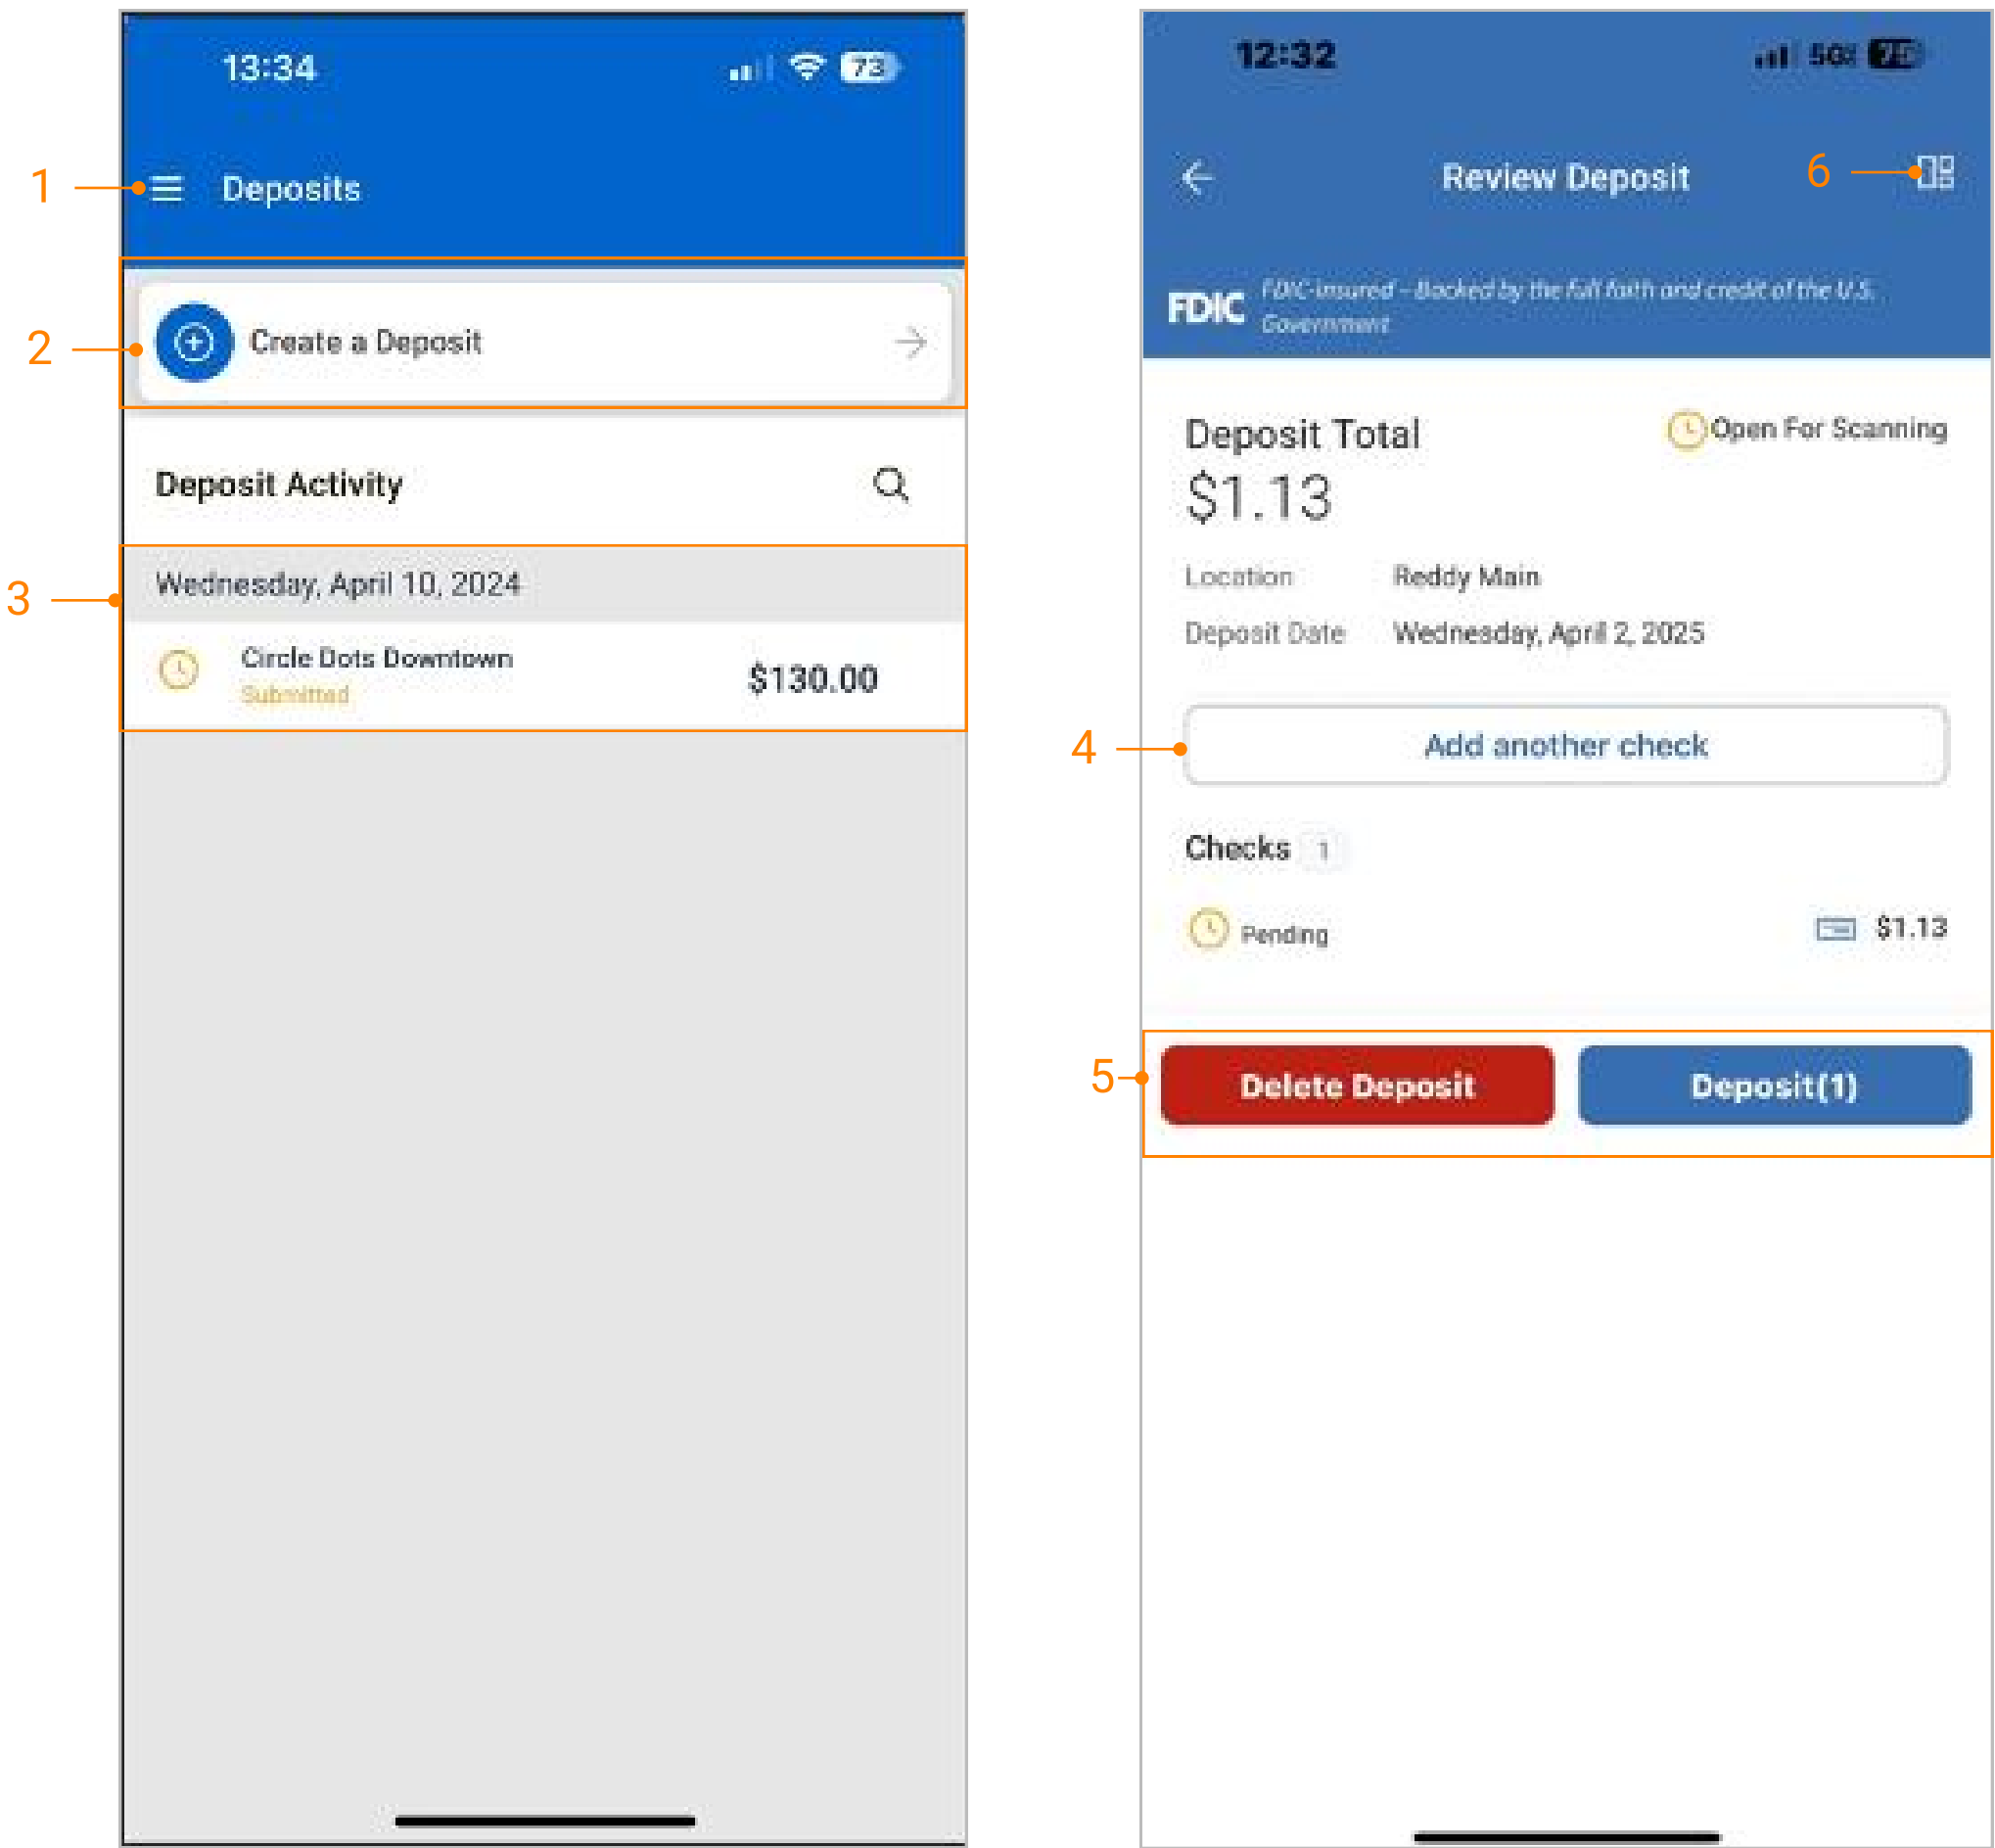 13:34
73
1
Deposits
2
Create a Deposit
Deposit Activity
3
Wednesday, April 10, 2024
Circle Dots Downtown
$130.00
Submitted
12:32
Review Deposit
6
FDIC
FDIC-Insured – Backed by the full faith and credit of the U.S.
Government
Deposit Total
Open For Scanning
$1.13
Location
Reddy Main
Deposit Date
Wednesday, April 2, 2025
4
Add another check
Checks 1
Pending
$1.13
5
Delete Deposit
Deposit(1)